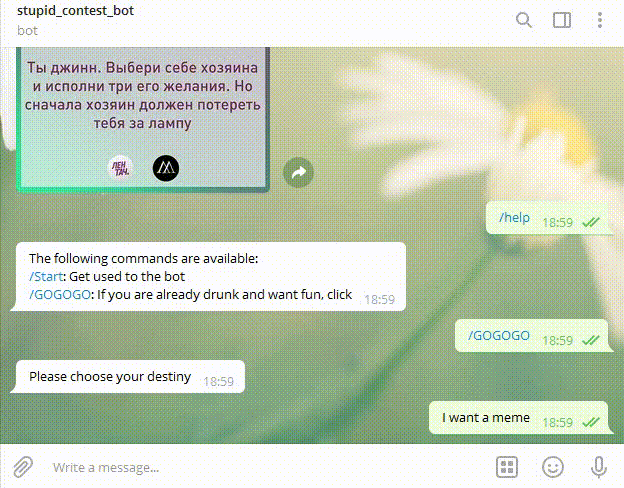 stupid_contest_bot
bot
Ты джинн. Выбери себе хозяина
и исполни три его желания. Но
сначала хозяин должен потереть
тебя за лампу
ЛЕН
ТАЧ
/help 18:59
The following commands are available:
/Start: Get used to the bot
/GOGOGO: If you are already drunk and want fun, click 18:59
/GOGOGO 18:59
Please choose your destiny 18:59
I want a meme 18:59
Write a message...